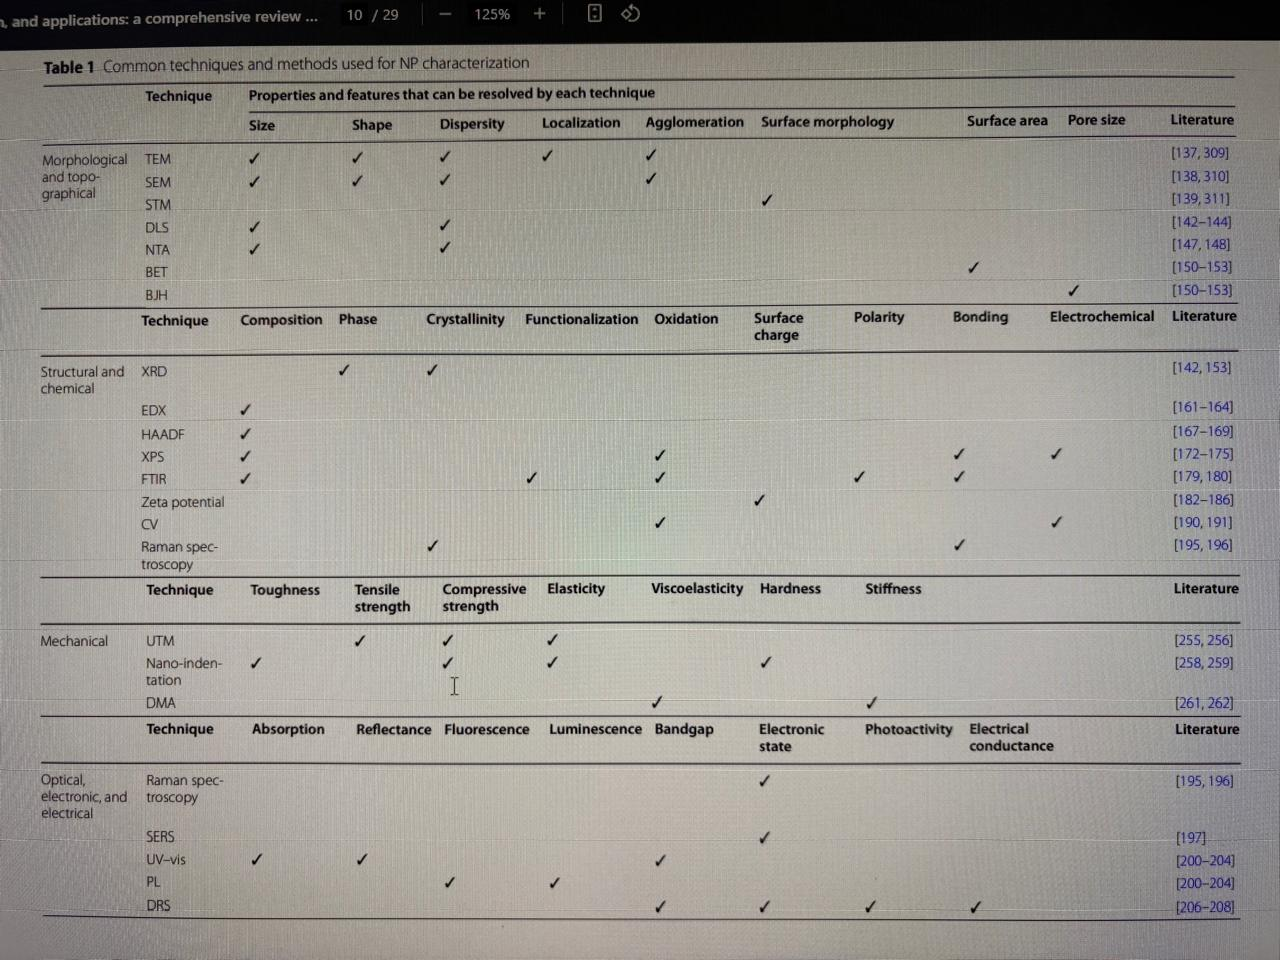 n, and applications: a comprehensive review ... 10 / 29 — 125% +
Table 1 Common techniques and methods used for NP characterization
Technique Properties and features that can be resolved by each technique
Size Shape Dispersity Localization Agglomeration Surface morphology Surface area Pore size Literature
Morphological and topo-graphical TEM ✓ ✓ ✓ ✓ ✓ [137, 309]
SEM ✓ ✓ ✓ ✓ [138, 310]
STM ✓ [139, 311]
DLS ✓ ✓ [142–144]
NTA ✓ ✓ [147, 148]
BET ✓ [150–153]
BJH ✓ [150–153]
Technique Composition Phase Crystallinity Functionalization Oxidation Surface charge Polarity Bonding Electrochemical Literature
Structural and chemical XRD ✓ ✓ [142, 153]
EDX ✓ [161–164]
HAADF ✓ [167–169]
XPS ✓ ✓ ✓ ✓ [172–175]
FTIR ✓ ✓ ✓ ✓ ✓ [179, 180]
Zeta potential ✓ [182–186]
CV ✓ ✓ [190, 191]
Raman spec-troscopy ✓ ✓ [195, 196]
Technique Toughness Tensile strength Compressive strength Elasticity Viscoelasticity Hardness Stiffness Literature
Mechanical UTM ✓ ✓ ✓ [255, 256]
Nano-inden-tation ✓ ✓ ✓ ✓ [258, 259]
DMA ✓ ✓ [261, 262]
Technique Absorption Reflectance Fluorescence Luminescence Bandgap Electronic state Photoactivity Electrical conductance Literature
Optical, electronic, and electrical Raman spec-troscopy ✓ [195, 196]
SERS ✓ [197]
UV–vis ✓ ✓ ✓ [200–204]
PL ✓ ✓ [200–204]
DRS ✓ ✓ ✓ ✓ [206–208]